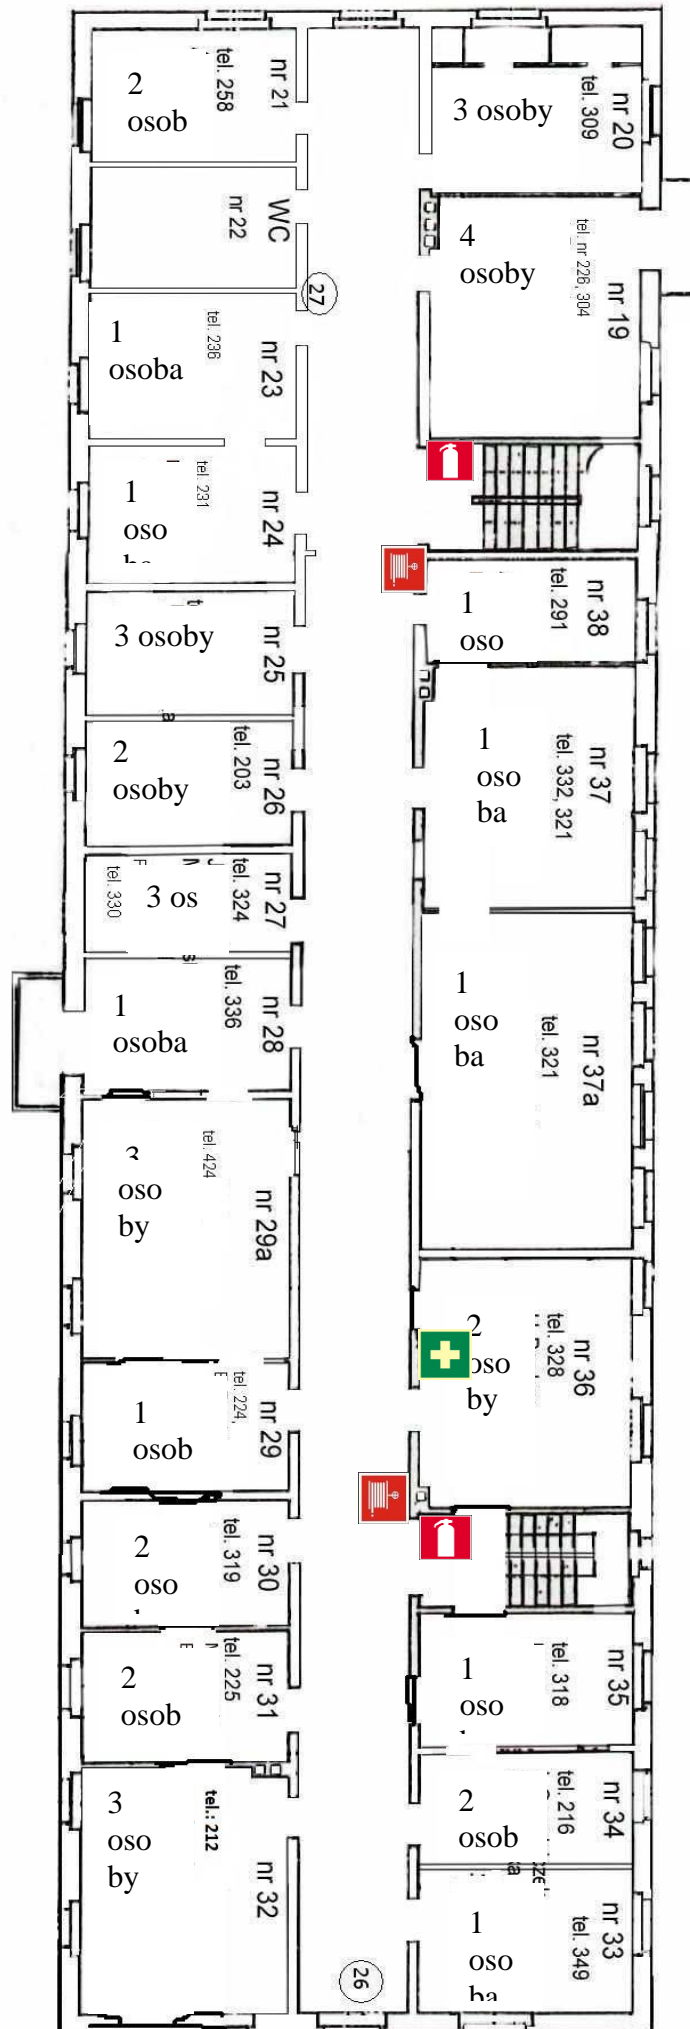 2
osob
tel. 258
nr 21
3 osoby
tel. 309
nr 20
WC
nr 22
4
osoby
tel. nr 226, 304
nr 19
27
1
osoba
tel. 236
nr 23
1
oso
tel. 231
nr 24
1
oso
tel. 291
nr 38
3 osoby
nr 25
1
oso
ba
tel. 332, 321
nr 37
2
osoby
tel. 203
nr 26
tel. 330
3 os
tel. 324
nr 27
1
osoba
tel. 336
nr 28
1
oso
ba
tel. 321
nr 37a
3
oso
by
tel. 424
nr 29a
2
oso
by
tel. 328
nr 36
1
osob
tel. 224,
nr 29
2
oso
tel. 319
nr 30
2
osob
tel. 225
nr 31
1
oso
tel. 318
nr 35
3
oso
by
tel.: 212
nr 32
2
osob
tel. 216
nr 34
1
oso
ba
tel. 349
nr 33
26